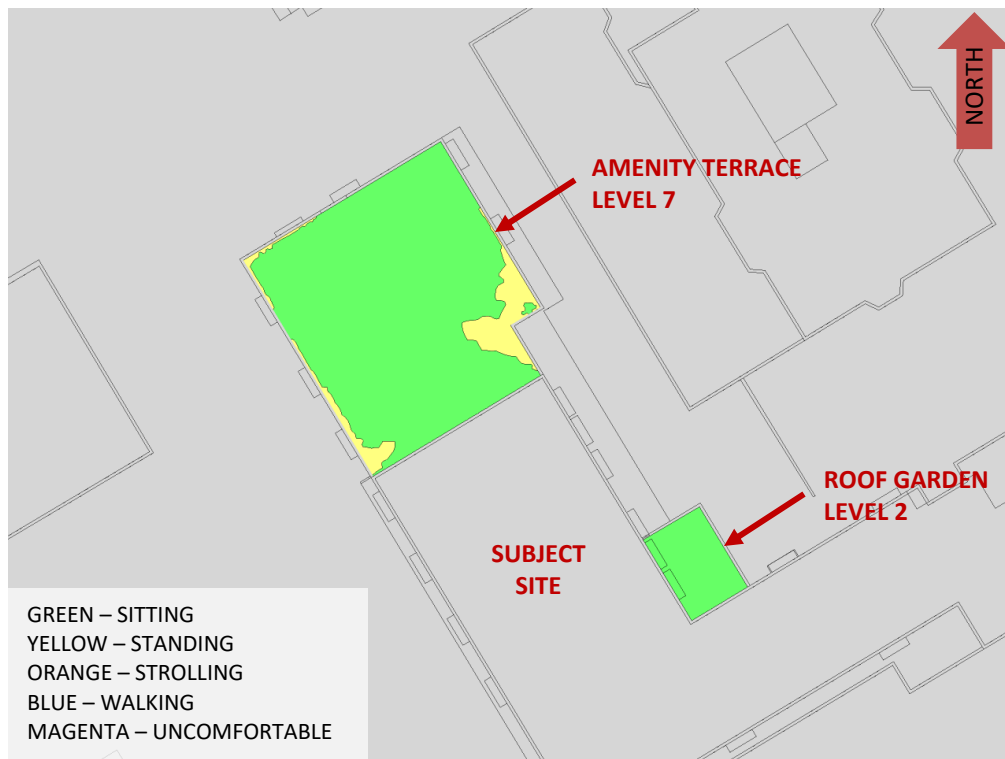 NORTH
AMENITY TERRACE
LEVEL 7
ROOF GARDEN
LEVEL 2
SUBJECT
SITE
GREEN – SITTING
YELLOW – STANDING
ORANGE – STROLLING
BLUE – WALKING
MAGENTA – UNCOMFORTABLE